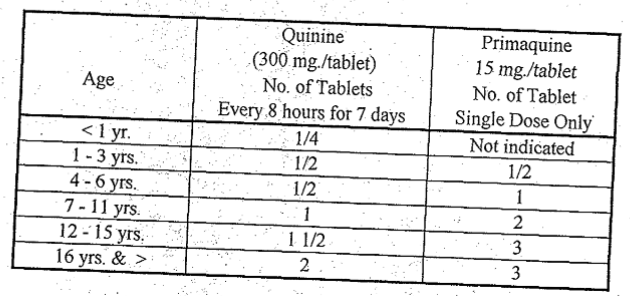 Age
Quinine
(300 mg./tablet)
No. of Tablets
Every 8 hours for 7 days
Primaquine
15 mg./tablet
No. of Tablet
Single Dose Only
< 1 yr. 1/4 Not indicated
1 - 3 yrs. 1/2 1/2
4 - 6 yrs. 1/2 1
7 - 11 yrs. 1 2
12 - 15 yrs. 1 1/2 3
16 yrs. & > 2 3